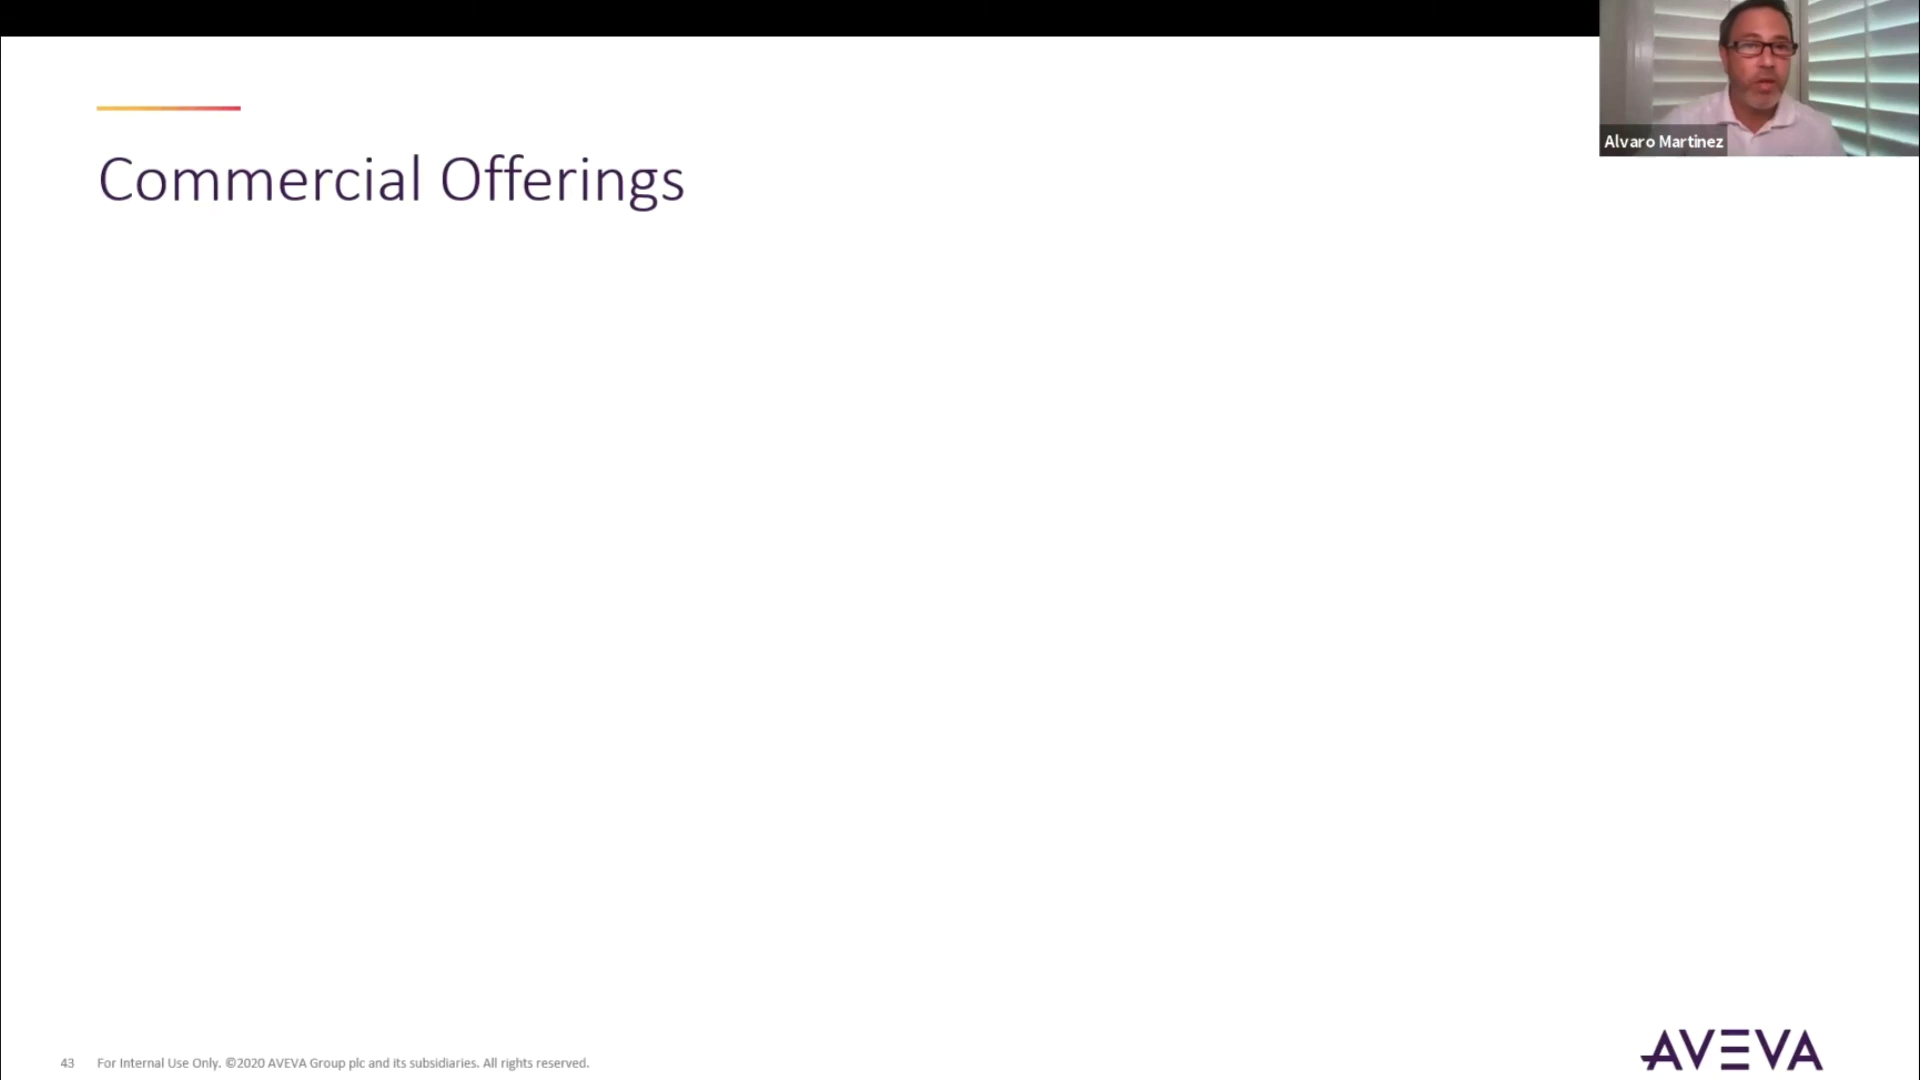 Alvaro Martinez
Commercial Offerings
43 For Internal Use Only. ©2020 AVEVA Group plc and its subsidiaries. All rights reserved.
AVEVA